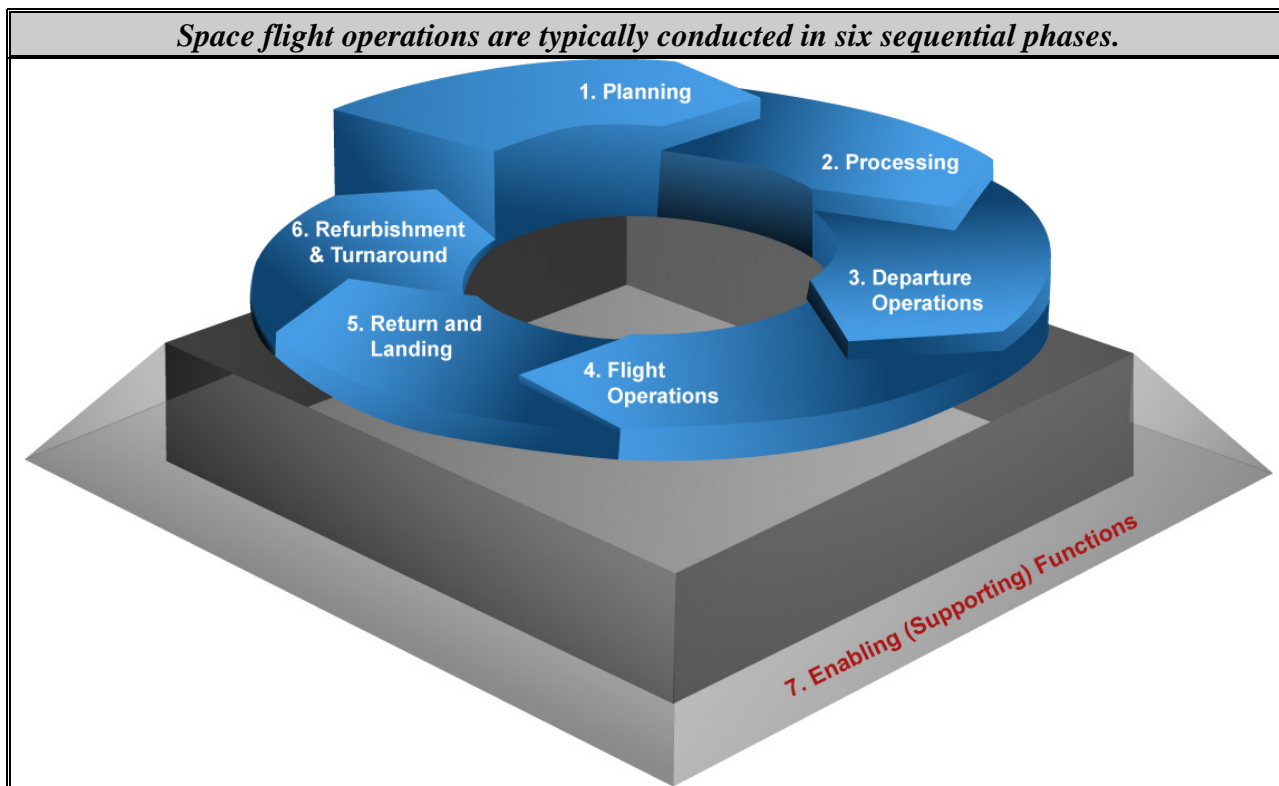 Space flight operations are typically conducted in six sequential phases.
1. Planning
2. Processing
3. Departure
Operations
4. Flight
Operations
5. Return and
Landing
6. Refurbishment
& Turnaround
7. Enabling (Supporting) Functions